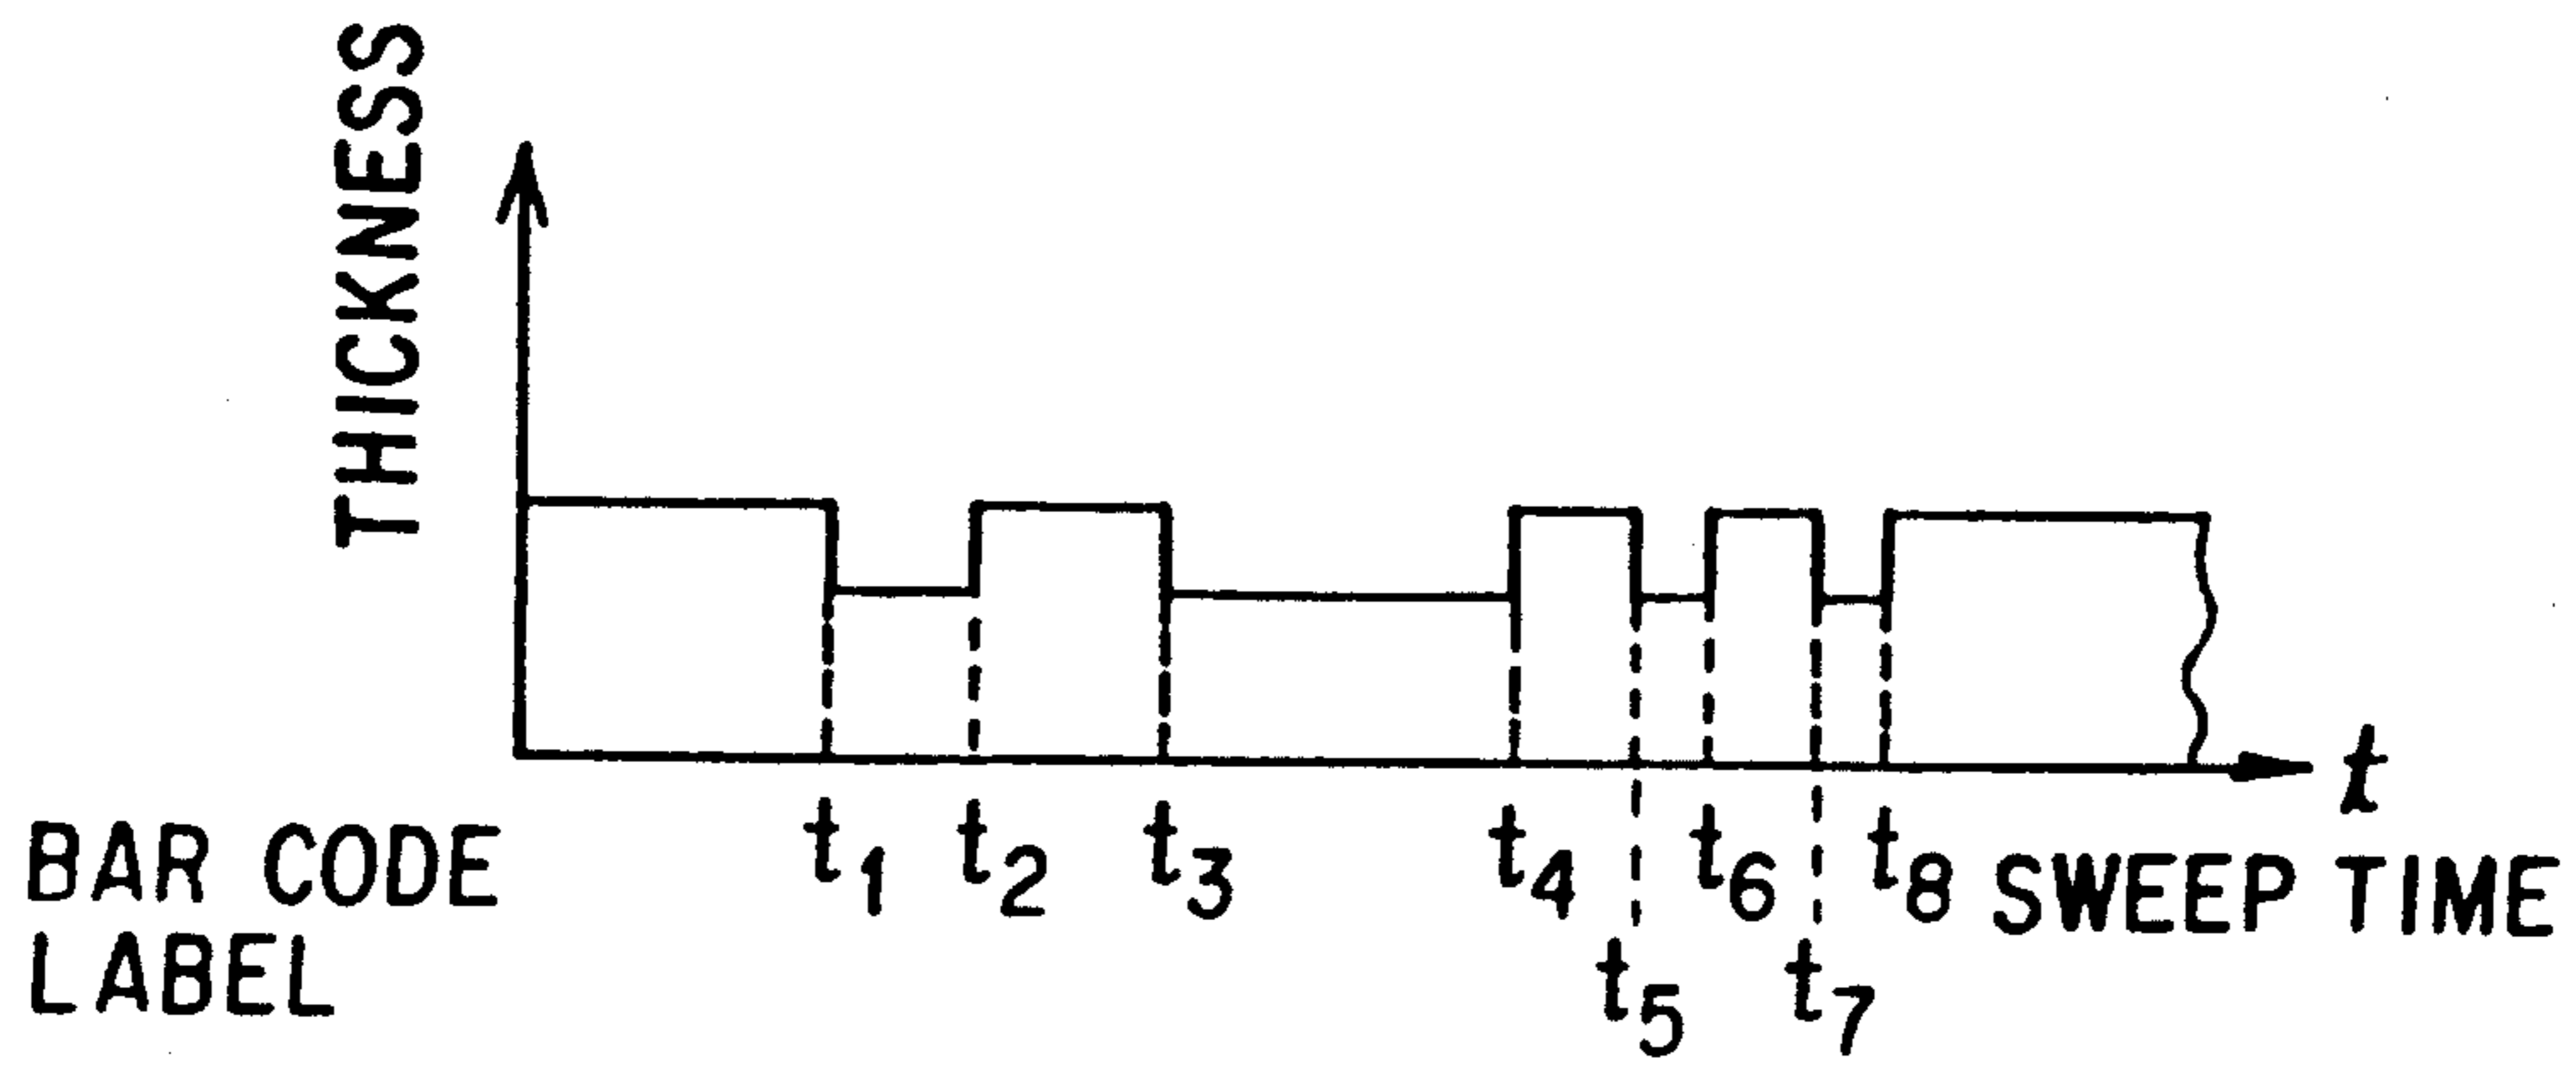 THICKNESS
t
t1 t2 t3 t4 t6 t8 SWEEP TIME
BAR CODE
LABEL
t5 t7